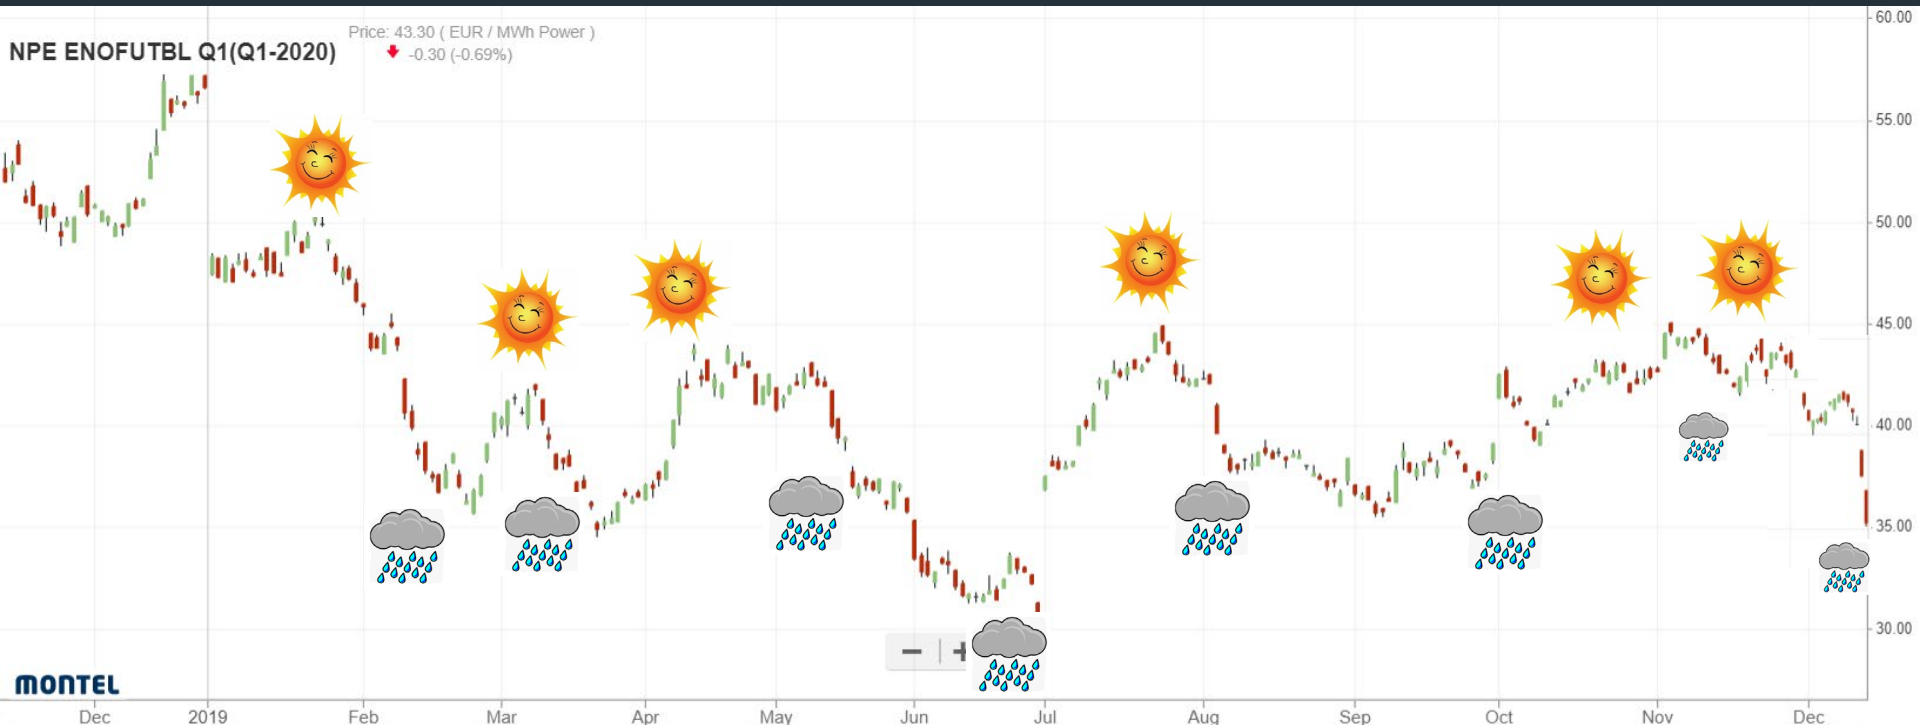 60.00
Price: 43.30 ( EUR / MWh Power )
NPE ENOFUTBL Q1(Q1-2020)
-0.30 (-0.69%)
55.00
50.00
45.00
40.00
35.00
30.00
MONTEL
Dec 2019 Feb Mar Apr May Jun Jul Aug Sep Oct Nov Dec